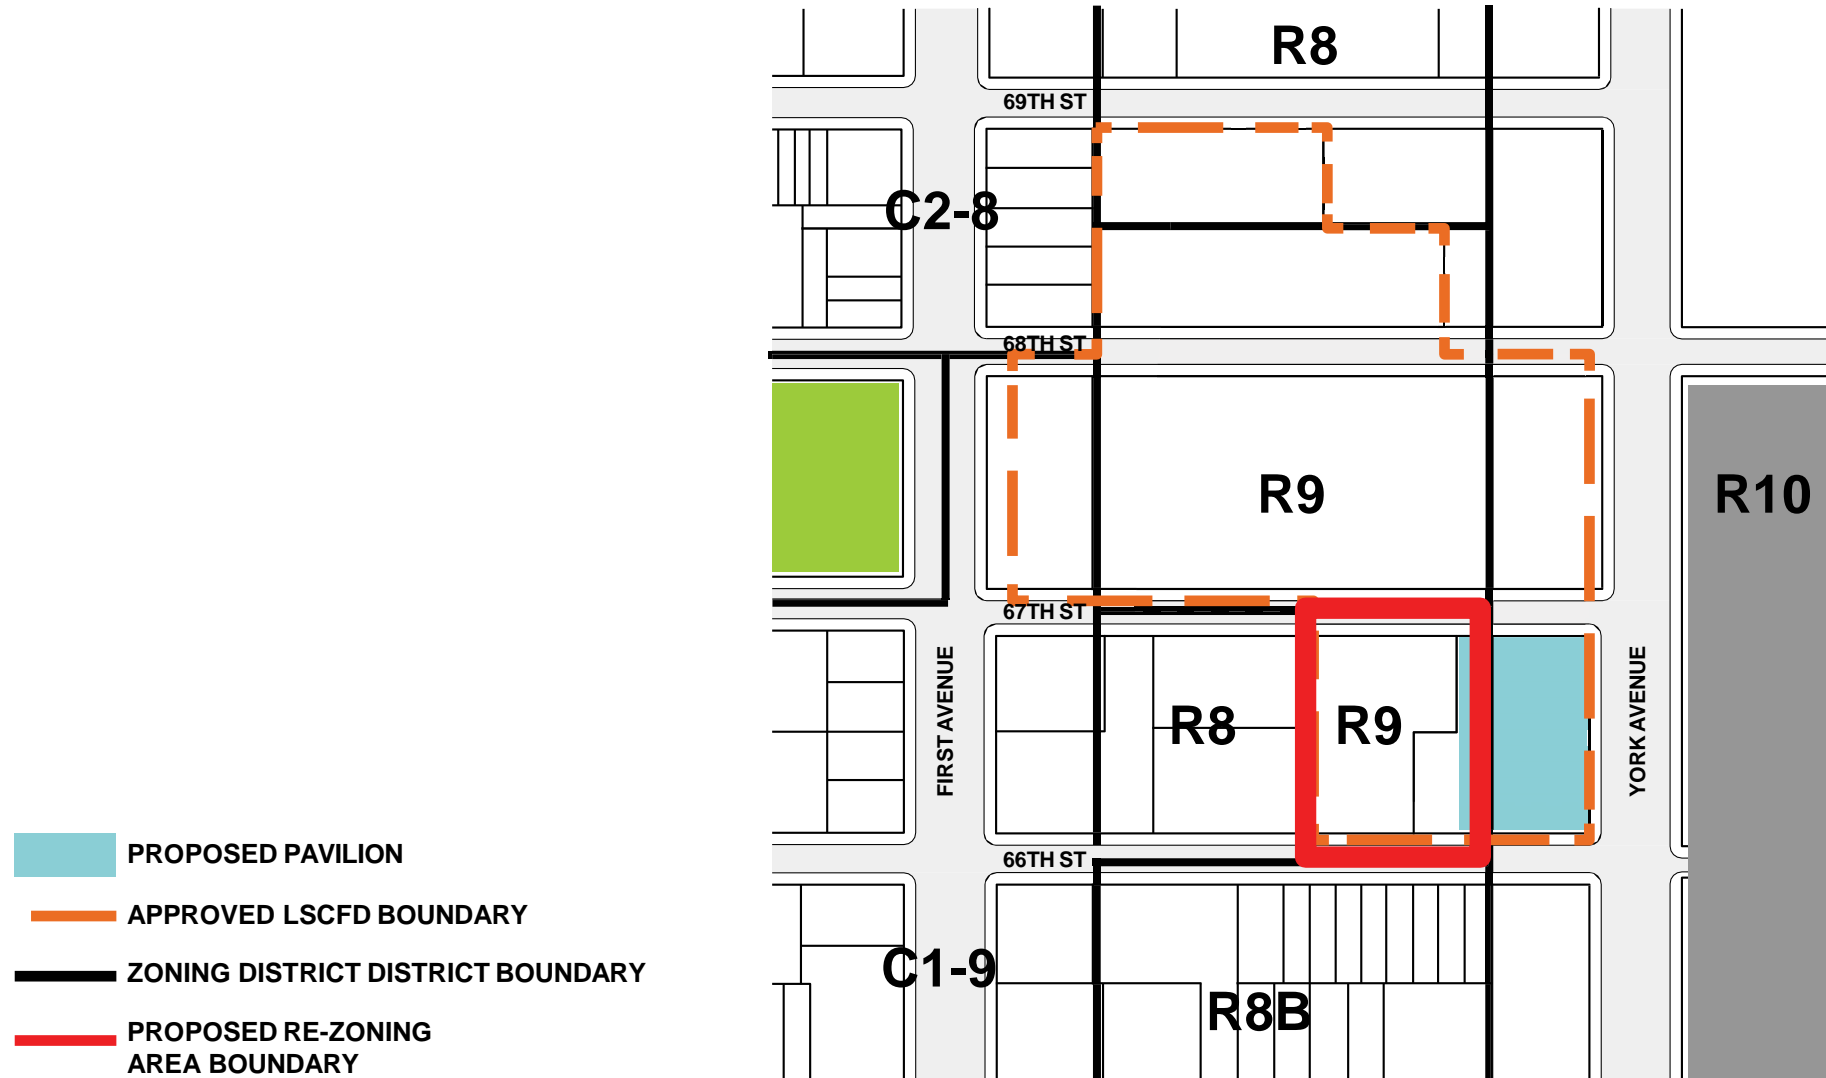 R8
69TH ST
C2-8
68TH ST
R9
R10
67TH ST
FIRST AVENUE
YORK AVENUE
R8
R9
66TH ST
C1-9
R8B
PROPOSED PAVILION
APPROVED LSCFD BOUNDARY
ZONING DISTRICT DISTRICT BOUNDARY
PROPOSED RE-ZONING
AREA BOUNDARY